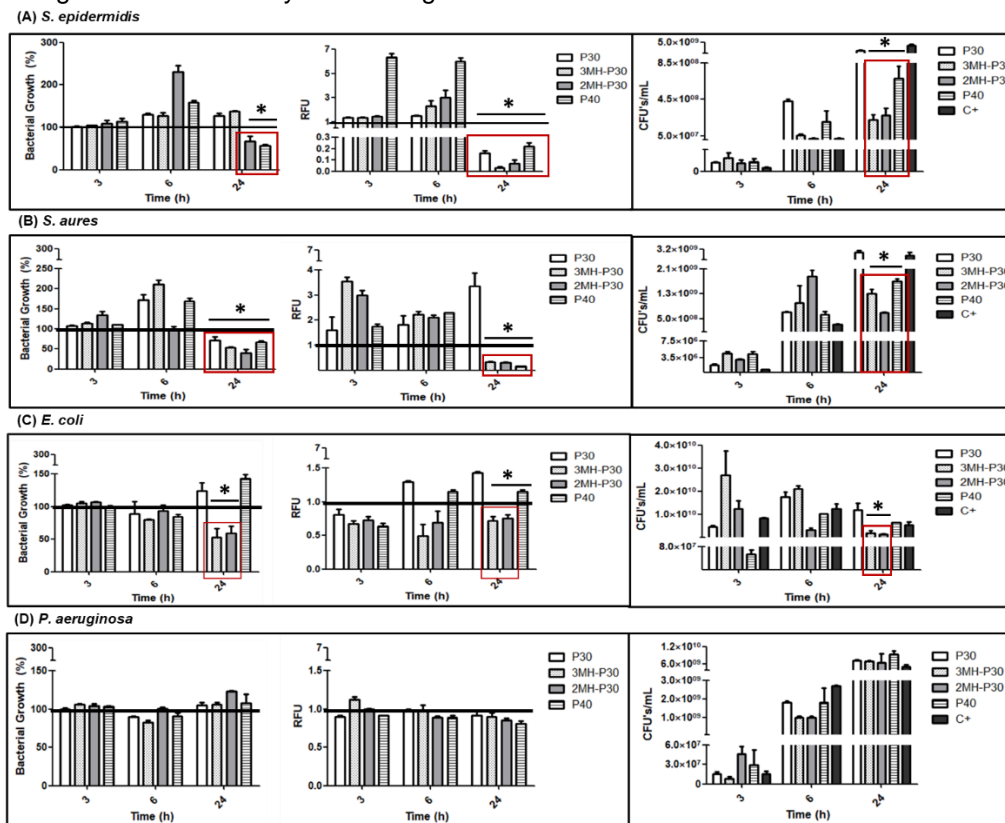 (A) S. epidermidis
Bacterial Growth (%)
300
200
150
100
50
0
*
3
6
24
Time (h)
RFU
7
5
3
1
0.3
0.2
0.1
0.0
*
3
6
24
Time (h)
P30
3MH-P30
2MH-P30
P40
CFU's/mL
5.0×10⁰⁹
8.5×10⁰⁸
4.5×10⁰⁸
5.0×10⁰⁷
0
*
3
6
24
Time (h)
P30
3MH-P3
2MH-P3
P40
C+
(B) S. aures
Bacterial Growth (%)
300
250
200
150
100
50
0
*
3
6
24
Time (h)
RFU
7
4
3
2
1
*
3
6
24
Time (h)
P30
3MH-P30
2MH-P30
P40
CFU's/mL
3.2×10⁰⁹
2.1×10⁰⁹
1.3×10⁰⁹
5.0×10⁰⁸
7.5×10⁰⁶
3.5×10⁰⁶
*
3
6
24
Time (h)
P30
3MH-P30
2MH-P30
P40
C+
(C) E. coli
Bacterial Growth (%)
300
150
100
50
0
*
3
6
24
Time (h)
RFU
7
1.5
1.0
0.5
0.0
*
3
6
24
Time (h)
P30
3MH-P30
2MH-P30
P40
CFU's/mL
4.0×10¹⁰
3.0×10¹⁰
2.0×10¹⁰
1.0×10¹⁰
8.0×10⁰⁷
*
3
6
24
Time (h)
P30
3MH-P30
2MH-P30
P40
C+
(D) P. aeruginosa
Bacterial Growth (%)
300
150
100
50
0
3
6
24
Time (h)
RFU
7
1.5
1.0
0.5
0.0
3
6
24
Time (h)
P30
3MH-P30
2MH-P30
P40
CFU's/mL
1.2×10¹⁰
6.0×10⁰⁹
2.0×10⁰⁹
1.0×10⁰⁹
6.0×10⁰⁷
3.0×10⁰⁷
0
3
6
24
Time (h)
P30
3MH-P30
2MH-P30
P40
C+